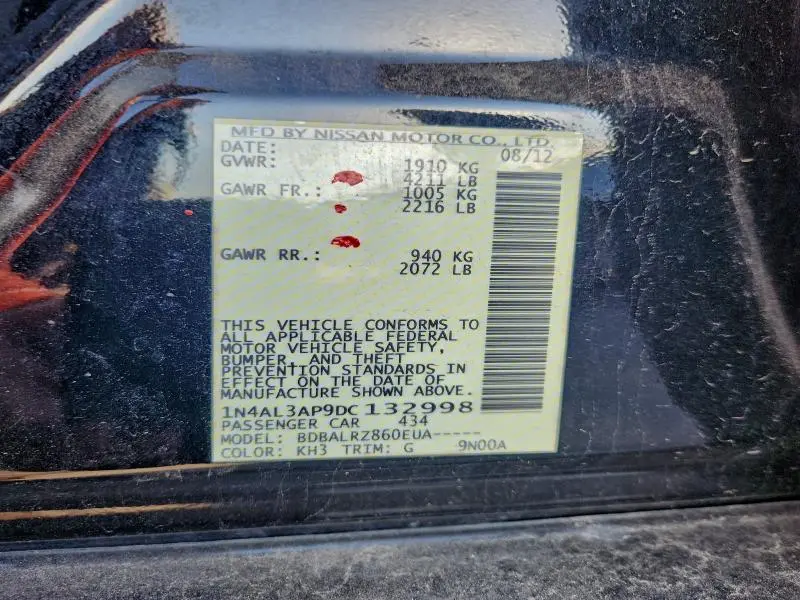 MFD BY NISSAN MOTOR CO., LTD.
DATE: 08/12
GVWR: 1910 KG
4211 LB
GAWR FR.: 1005 KG
2216 LB
GAWR RR.: 940 KG
2072 LB
THIS VEHICLE CONFORMS TO
ALL APPLICABLE FEDERAL
MOTOR VEHICLE SAFETY,
BUMPER, AND THEFT
PREVENTION STANDARDS IN
EFFECT ON THE DATE OF
MANUFACTURE SHOWN ABOVE.
1N4AL3AP9DC 132998
PASSENGER CAR 434
MODEL: BDBALRZ860EUA-----
COLOR: KH3 TRIM: G 9N00A